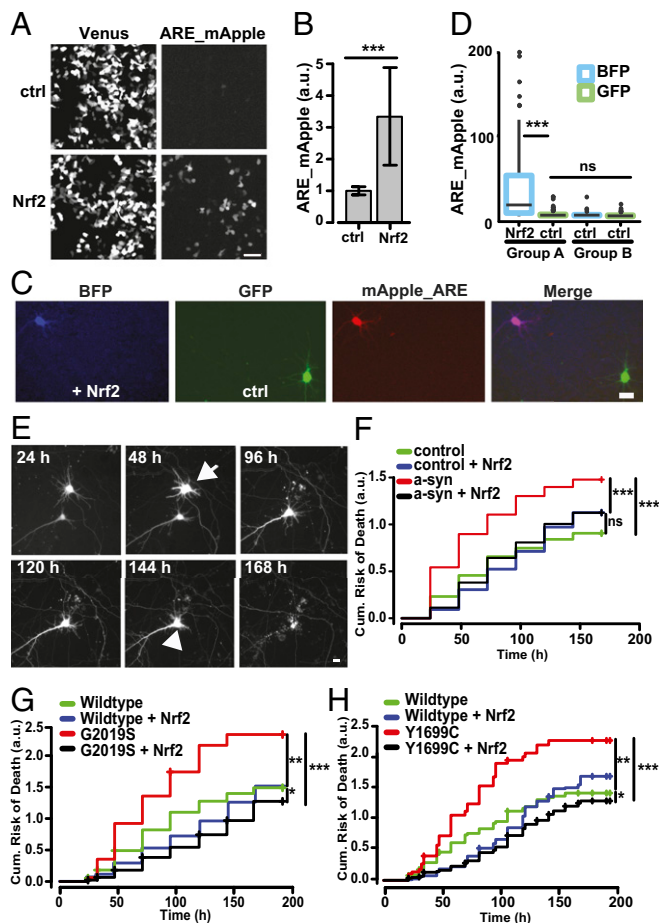 A
Venus
ARE_mApple
ctrl
Nrf2
B
***
ARE_mApple (a.u.)
5
4
3
2
1
0
ctrl
Nrf2
D
200
100
0
ARE_mApple (a.u.)
BFP
GFP
***
ns
Nrf2 ctrl ctrl ctrl
Group A Group B
C
BFP
GFP
mApple_ARE
Merge
+ Nrf2
ctrl
E
24 h
48 h
96 h
120 h
144 h
168 h
F
control
control + Nrf2
a-syn
a-syn + Nrf2
Cum. Risk of Death (a.u.)
1.5
1.0
0.5
0.0
0 50 100 150 200
Time (h)
***
ns
***
G
Wildtype
Wildtype + Nrf2
G2019S
G2019S + Nrf2
Cum. Risk of Death (a.u.)
2.5
2.0
1.5
1.0
0.5
0.0
0 50 100 150 200
Time (h)
**
*
***
H
Wildtype
Wildtype + Nrf2
Y1699C
Y1699C + Nrf2
Cum. Risk of Death (a.u.)
2.5
2.0
1.5
1.0
0.5
0.0
0 50 100 150 200
Time (h)
**
*
***